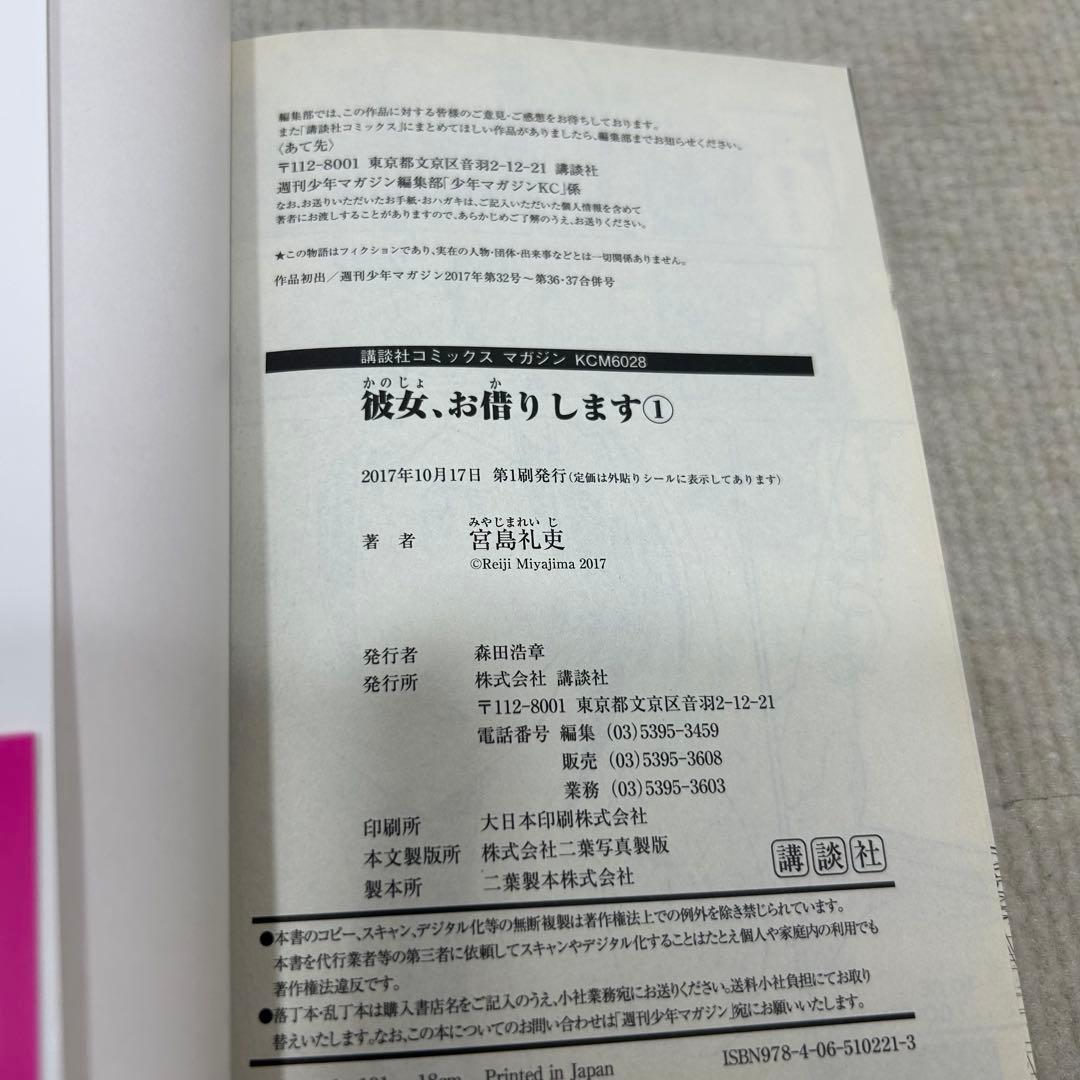 編集部では、この作品に対する皆様のご意見・ご感想をお待ちしております。
また「講談社コミックス」にまとめてほしい作品がありましたら、編集部までお知らせください。
〈あて先〉
〒112-8001 東京都文京区音羽2-12-21 講談社
週刊少年マガジン編集部「少年マガジンKC」係
なお、お送りいただいたお手紙・おハガキは、ご記入いただいた個人情報を含めて
著者にお渡しすることがありますので、あらかじめご了解のうえ、お送りください。
★この物語はフィクションであり、実在の人物・団体・出来事などとは一切関係ありません。
作品初出／週刊少年マガジン2017年第32号〜第36・37合併号
講談社コミックス マガジン KCM6028
かのじょ か
彼女、お借りします①
2017年10月17日 第1刷発行(定価は外貼りシールに表示してあります)
みやじまれいじ
著者 宮島礼吏
©Reiji Miyajima 2017
発行者 森田浩章
発行所 株式会社 講談社
〒112-8001 東京都文京区音羽2-12-21
電話番号 編集 (03)5395-3459
販売 (03)5395-3608
業務 (03)5395-3603
印刷所 大日本印刷株式会社
本文製版所 株式会社二葉写真製版
製本所 二葉製本株式会社
講談社
●本書のコピー、スキャン、デジタル化等の無断複製は著作権法上での例外を除き禁じられています。
本書を代行業者等の第三者に依頼してスキャンやデジタル化することはたとえ個人や家庭内の利用でも
著作権法違反です。
●落丁本・乱丁本は購入書店名をご記入のうえ、小社業務宛にお送りください。送料小社負担にてお取り
替えいたします。なお、この本についてのお問い合わせは「週刊少年マガジン」宛にお願いいたします。
18cm Printed in Japan
ISBN978-4-06-510221-3